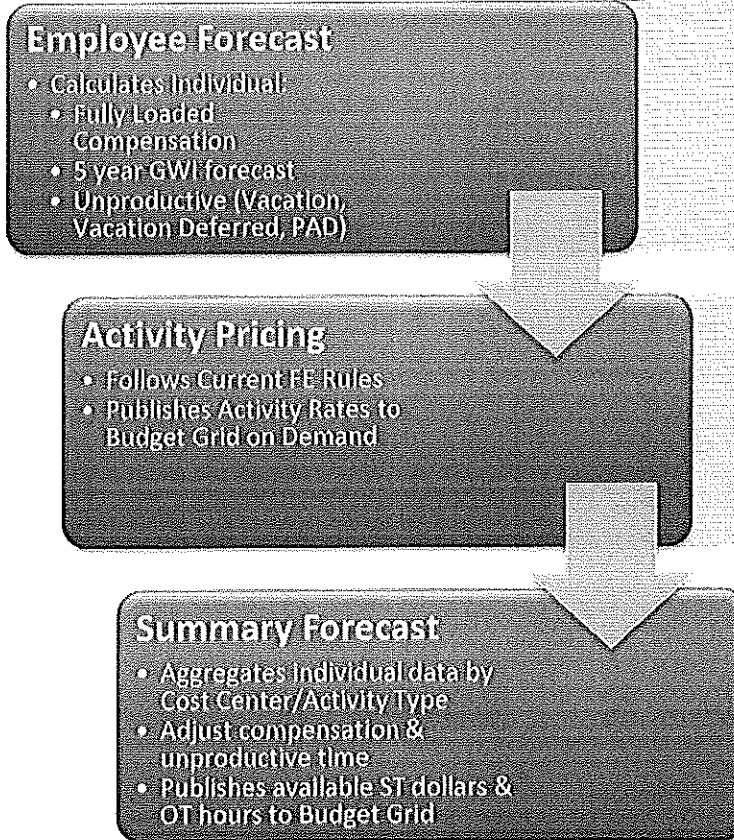 Employee Forecast
• Calculates Individual:
• Fully Loaded
Compensation
• 5 year GWI forecast
• Unproductive (Vacation,
Vacation Deferred, PAD)
Activity Pricing
• Follows Current FE Rules
• Publishes Activity Rates to
Budget Grid on Demand
Summary Forecast
• Aggregates Individual data by
Cost Center/Activity Type
• Adjust compensation &
unproductive time
• Publishes available ST dollars &
OT hours to Budget Grid